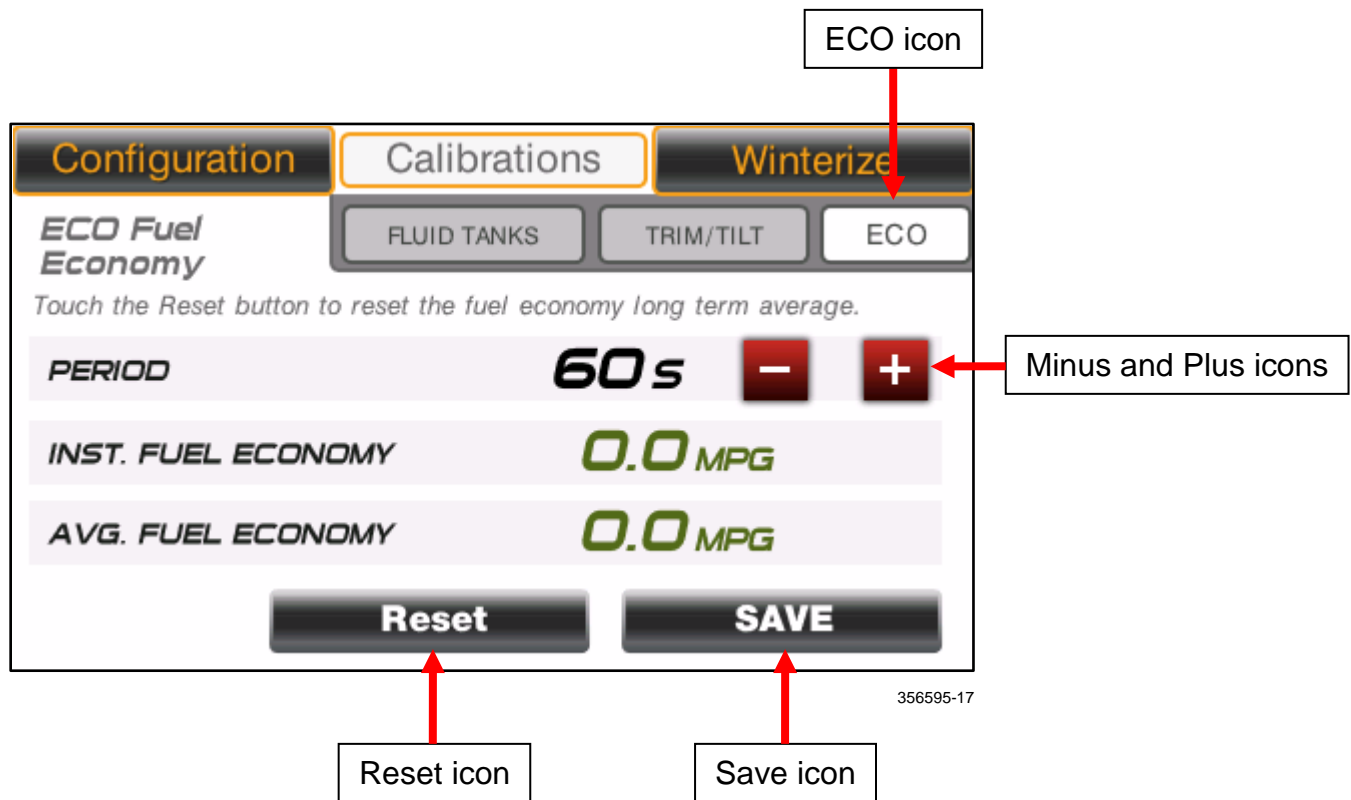 ECO icon
Configuration Calibrations Winterize
ECO Fuel
Economy
FLUID TANKS TRIM/TILT ECO
Touch the Reset button to reset the fuel economy long term average.
PERIOD 60 s - +
Minus and Plus icons
INST. FUEL ECONOMY 0.0 MPG
AVG. FUEL ECONOMY 0.0 MPG
Reset SAVE
356595-17
Reset icon Save icon